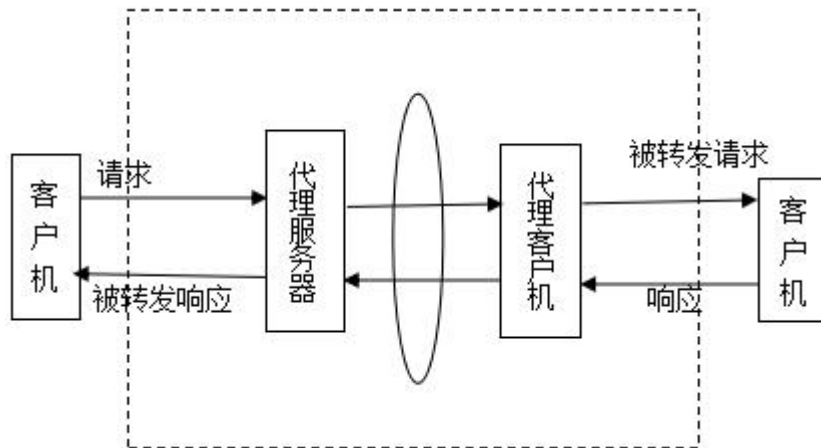 客户机
请求
被转发响应
代理服务器
代理客户机
被转发请求
响应
客户机